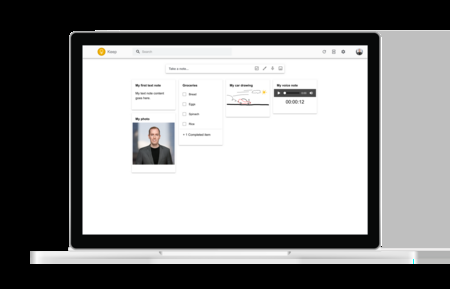 Keep
Search
Take a note...
My first text note
My text note content
goes here
My photo
Groceries
Bread
Eggs
Spinach
Rice
+ 1 Completed item
My car drawing
My voice note
00:00:12